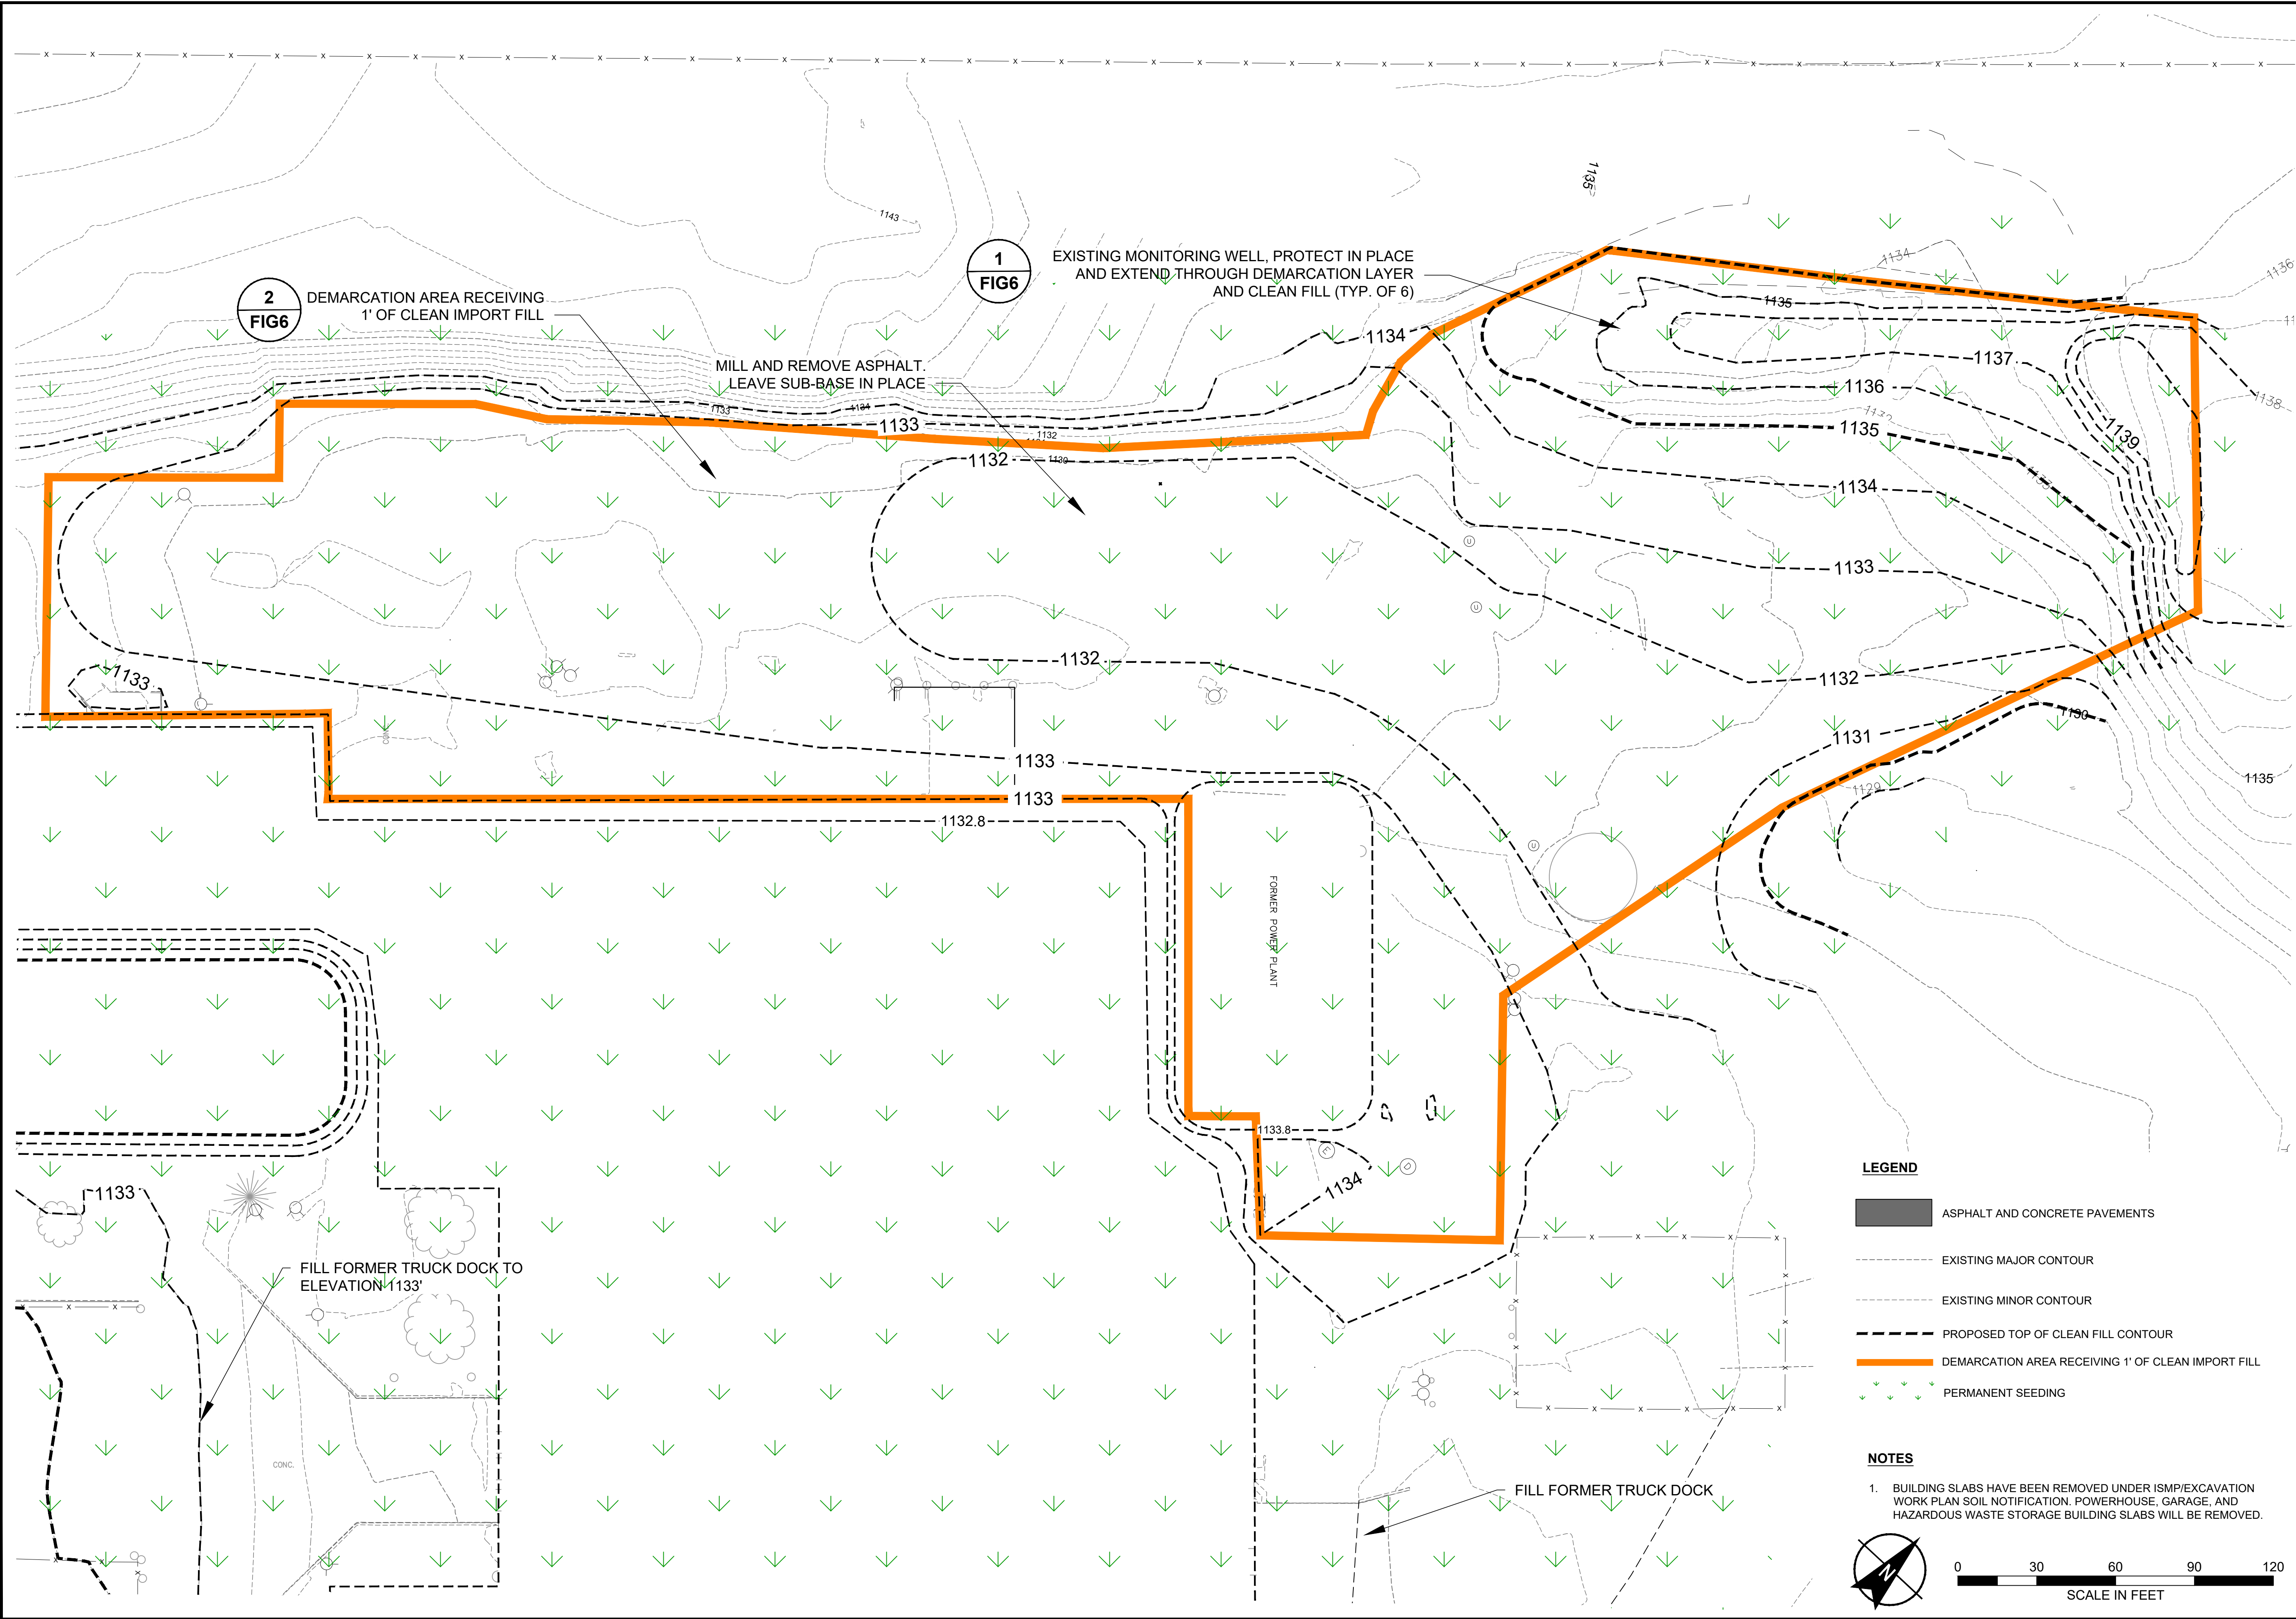 1143
1135
1
FIG6
EXISTING MONITORING WELL, PROTECT IN PLACE
AND EXTEND THROUGH DEMARCATION LAYER
AND CLEAN FILL (TYP. OF 6)
2
FIG6
DEMARCATION AREA RECEIVING
1' OF CLEAN IMPORT FILL
MILL AND REMOVE ASPHALT.
LEAVE SUB-BASE IN PLACE
1134
1136
1135
1134
1137
1136
1138
1133
1134
1133
1132
1135
1139
1132
1130
1134
1133
1132
1133
1132
1130
1131
1133
1135
1133
1129
1132.8
FORMER POWER PLANT
1133.8
1134
1133
FILL FORMER TRUCK DOCK TO
ELEVATION 1133'
CONC.
FILL FORMER TRUCK DOCK
U
U
U
E
D
LEGEND
ASPHALT AND CONCRETE PAVEMENTS
EXISTING MAJOR CONTOUR
EXISTING MINOR CONTOUR
PROPOSED TOP OF CLEAN FILL CONTOUR
DEMARCATION AREA RECEIVING 1' OF CLEAN IMPORT FILL
PERMANENT SEEDING
NOTES
1. BUILDING SLABS HAVE BEEN REMOVED UNDER ISMP/EXCAVATION
WORK PLAN SOIL NOTIFICATION. POWERHOUSE, GARAGE, AND
HAZARDOUS WASTE STORAGE BUILDING SLABS WILL BE REMOVED.
N
0 30 60 90 120
SCALE IN FEET